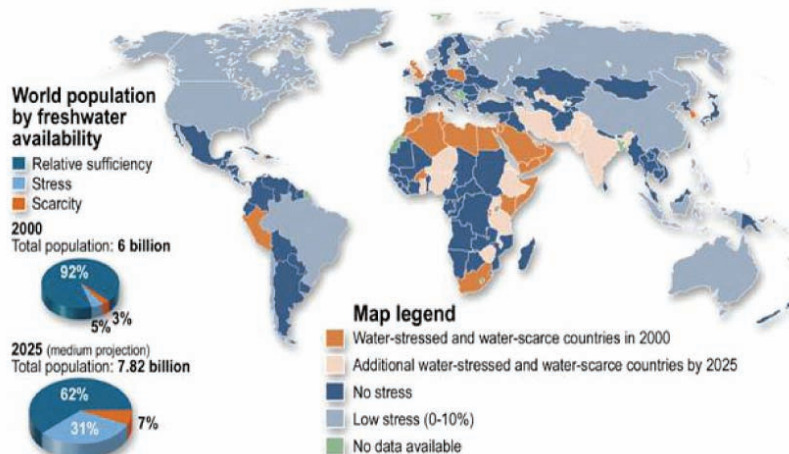 World population
by freshwater
availability
Relative sufficiency
Stress
Scarcity
2000
Total population: 6 billion
92%
5%
3%
2025 (medium projection)
Total population: 7.82 billion
62%
31%
7%
Map legend
Water-stressed and water-scarce countries in 2000
Additional water-stressed and water-scarce countries by 2025
No stress
Low stress (0-10%)
No data available